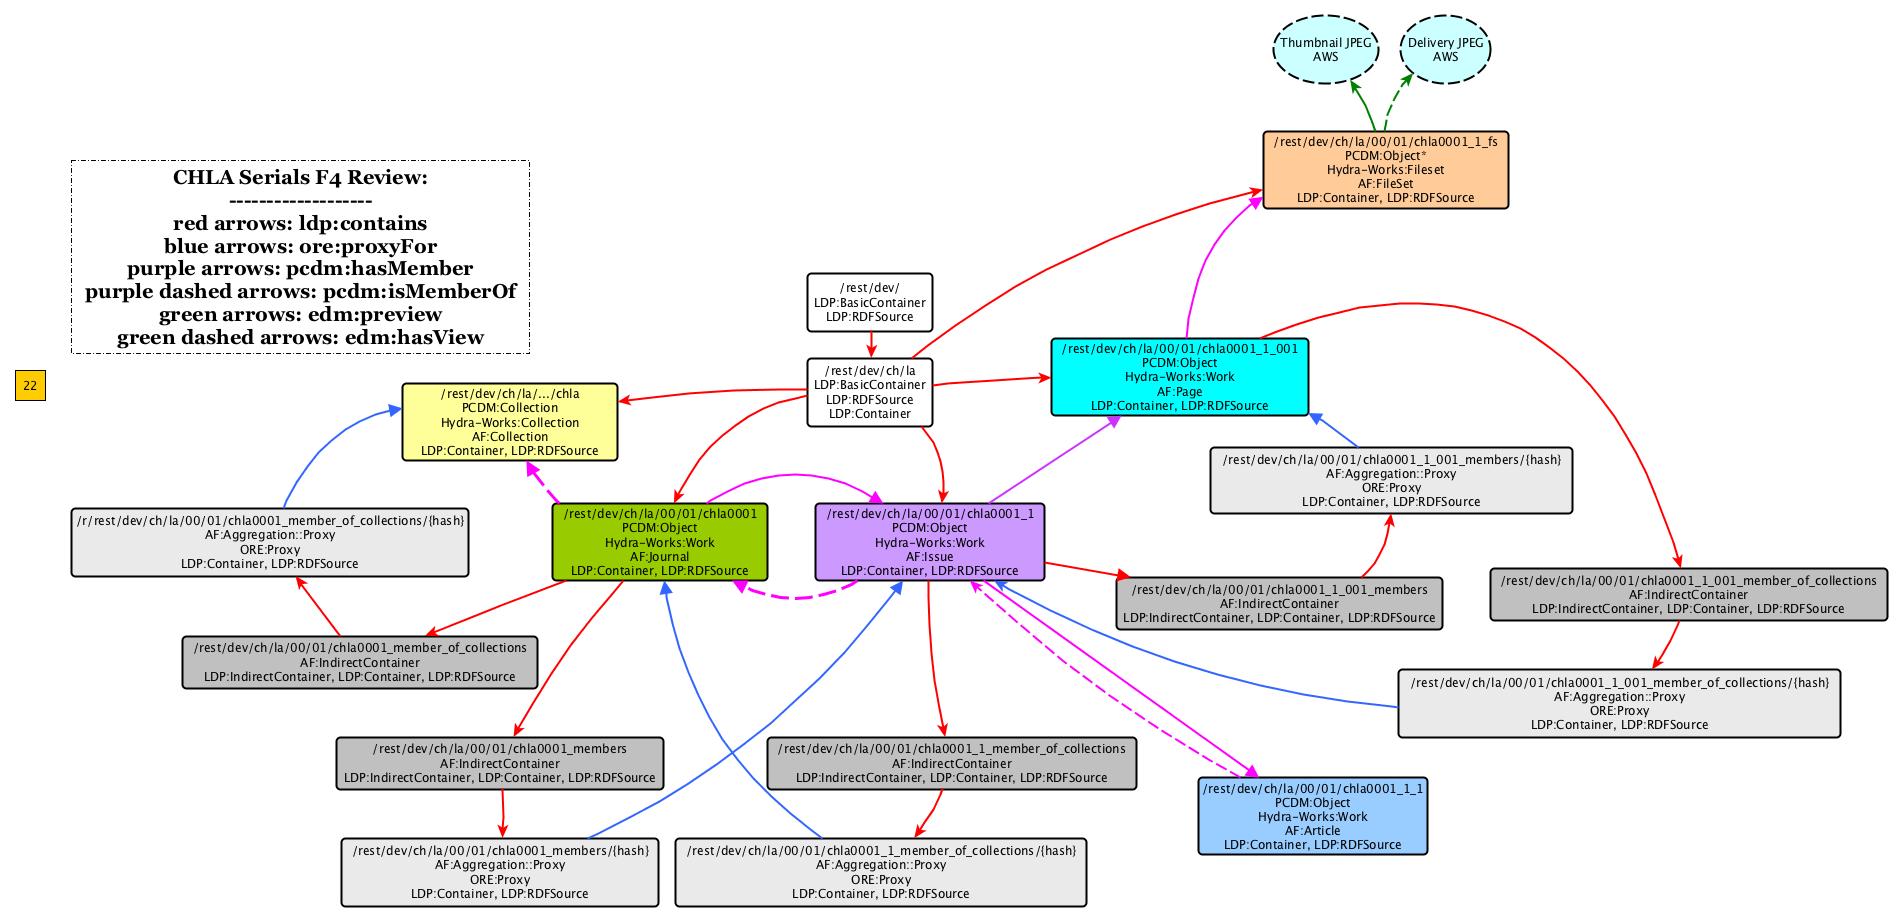 Thumbnail JPEG
AWS
Delivery JPEG
AWS
/rest/dev/ch/la/00/01/chla0001_1_fs
PCDM:Object*
Hydra-Works:Fileset
AF:FileSet
LDP:Container, LDP:RDFSource
CHLA Serials F4 Review:
-------------------
red arrows: ldp:contains
blue arrows: ore:proxyFor
purple arrows: pcdm:hasMember
purple dashed arrows: pcdm:isMemberOf
green arrows: edm:preview
green dashed arrows: edm:hasView
/rest/dev/
LDP:BasicContainer
LDP:RDFSource
/rest/dev/ch/la
LDP:BasicContainer
LDP:RDFSource
LDP:Container
/rest/dev/ch/la/00/01/chla0001_1_001
PCDM:Object
Hydra-Works:Work
AF:Page
LDP:Container, LDP:RDFSource
22
/rest/dev/ch/la/.../chla
PCDM:Collection
Hydra-Works:Collection
AF:Collection
LDP:Container, LDP:RDFSource
/rest/dev/ch/la/00/01/chla0001_1_001_members/{hash}
AF:Aggregation::Proxy
ORE:Proxy
LDP:Container, LDP:RDFSource
/r/rest/dev/ch/la/00/01/chla0001_member_of_collections/{hash}
AF:Aggregation::Proxy
ORE:Proxy
LDP:Container, LDP:RDFSource
/rest/dev/ch/la/00/01/chla0001
PCDM:Object
Hydra-Works:Work
AF:Journal
LDP:Container, LDP:RDFSource
/rest/dev/ch/la/00/01/chla0001_1
PCDM:Object
Hydra-Works:Work
AF:Issue
LDP:Container, LDP:RDFSource
/rest/dev/ch/la/00/01/chla0001_1_001_members
AF:IndirectContainer
LDP:IndirectContainer, LDP:Container, LDP:RDFSource
/rest/dev/ch/la/00/01/chla0001_1_001_member_of_collections
AF:IndirectContainer
LDP:IndirectContainer, LDP:Container, LDP:RDFSource
/rest/dev/ch/la/00/01/chla0001_member_of_collections
AF:IndirectContainer
LDP:IndirectContainer, LDP:Container, LDP:RDFSource
/rest/dev/ch/la/00/01/chla0001_1_001_member_of_collections/{hash}
AF:Aggregation::Proxy
ORE:Proxy
LDP:Container, LDP:RDFSource
/rest/dev/ch/la/00/01/chla0001_members
AF:IndirectContainer
LDP:IndirectContainer, LDP:Container, LDP:RDFSource
/rest/dev/ch/la/00/01/chla0001_1_member_of_collections
AF:IndirectContainer
LDP:IndirectContainer, LDP:Container, LDP:RDFSource
/rest/dev/ch/la/00/01/chla0001_1_1
PCDM:Object
Hydra-Works:Work
AF:Article
LDP:Container, LDP:RDFSource
/rest/dev/ch/la/00/01/chla0001_members/{hash}
AF:Aggregation::Proxy
ORE:Proxy
LDP:Container, LDP:RDFSource
/rest/dev/ch/la/00/01/chla0001_1_member_of_collections/{hash}
AF:Aggregation::Proxy
ORE:Proxy
LDP:Container, LDP:RDFSource